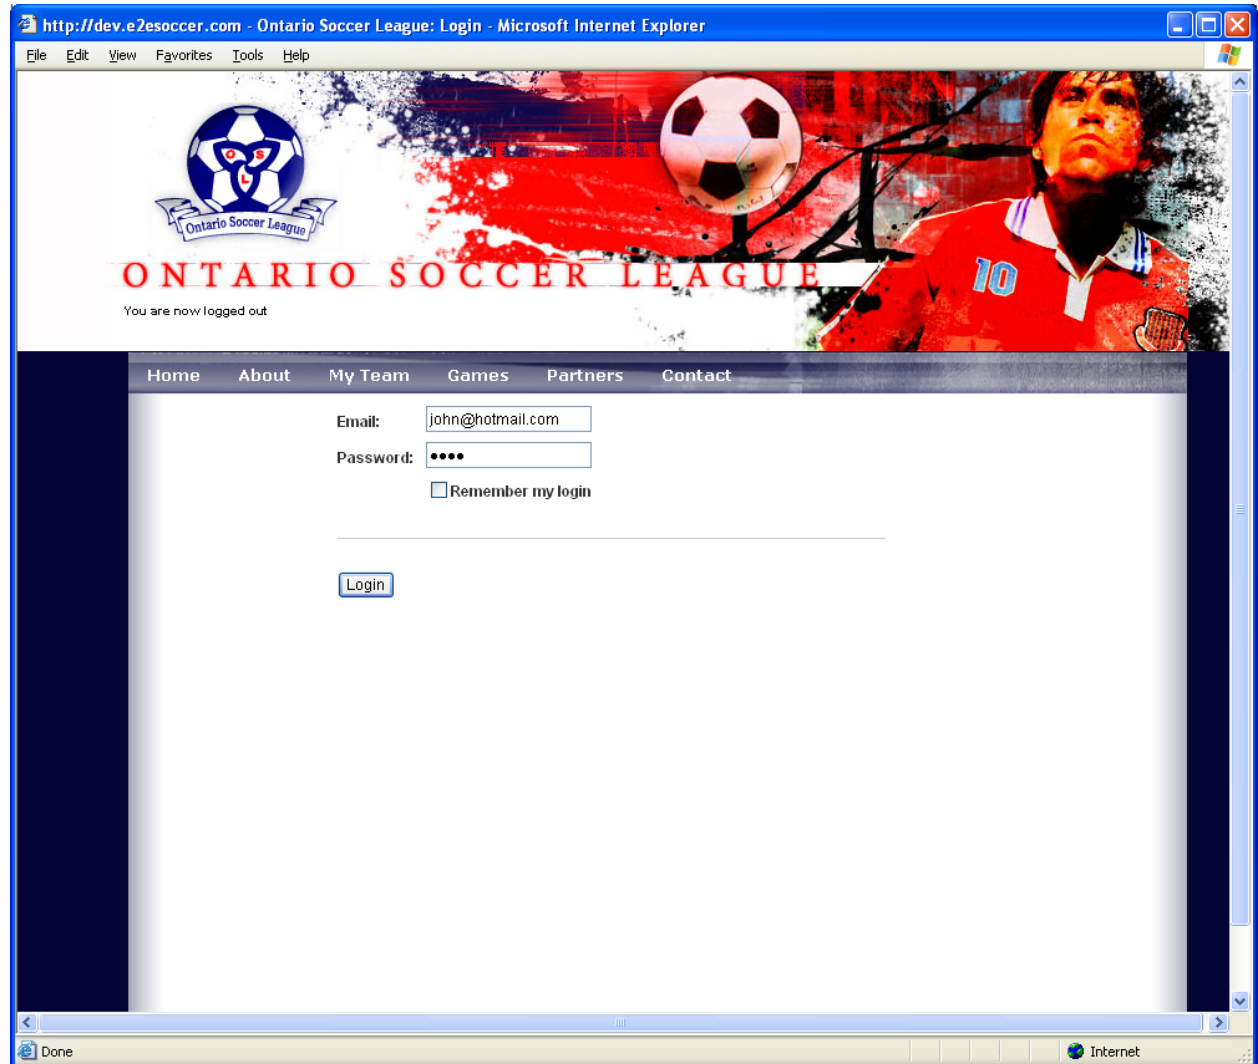 http://dev.e2esoccer.com - Ontario Soccer League: Login - Microsoft Internet Explorer
File Edit View Favorites Tools Help
O S
L
Ontario Soccer League
ONTARIO SOCCER LEAGUE
10
You are now logged out
Home About My Team Games Partners Contact
Email: john@hotmail.com
Password: ••••
Remember my login
Login
Done Internet